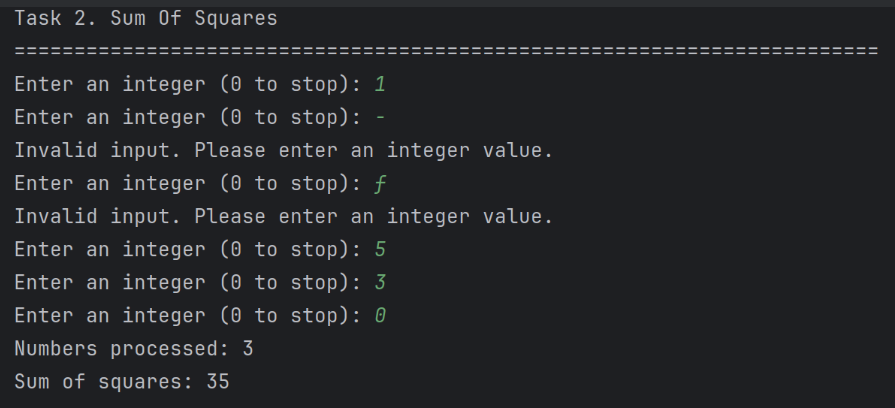 Task 2. Sum Of Squares
========================================================================
Enter an integer (0 to stop): 1
Enter an integer (0 to stop): -
Invalid input. Please enter an integer value.
Enter an integer (0 to stop): f
Invalid input. Please enter an integer value.
Enter an integer (0 to stop): 5
Enter an integer (0 to stop): 3
Enter an integer (0 to stop): 0
Numbers processed: 3
Sum of squares: 35